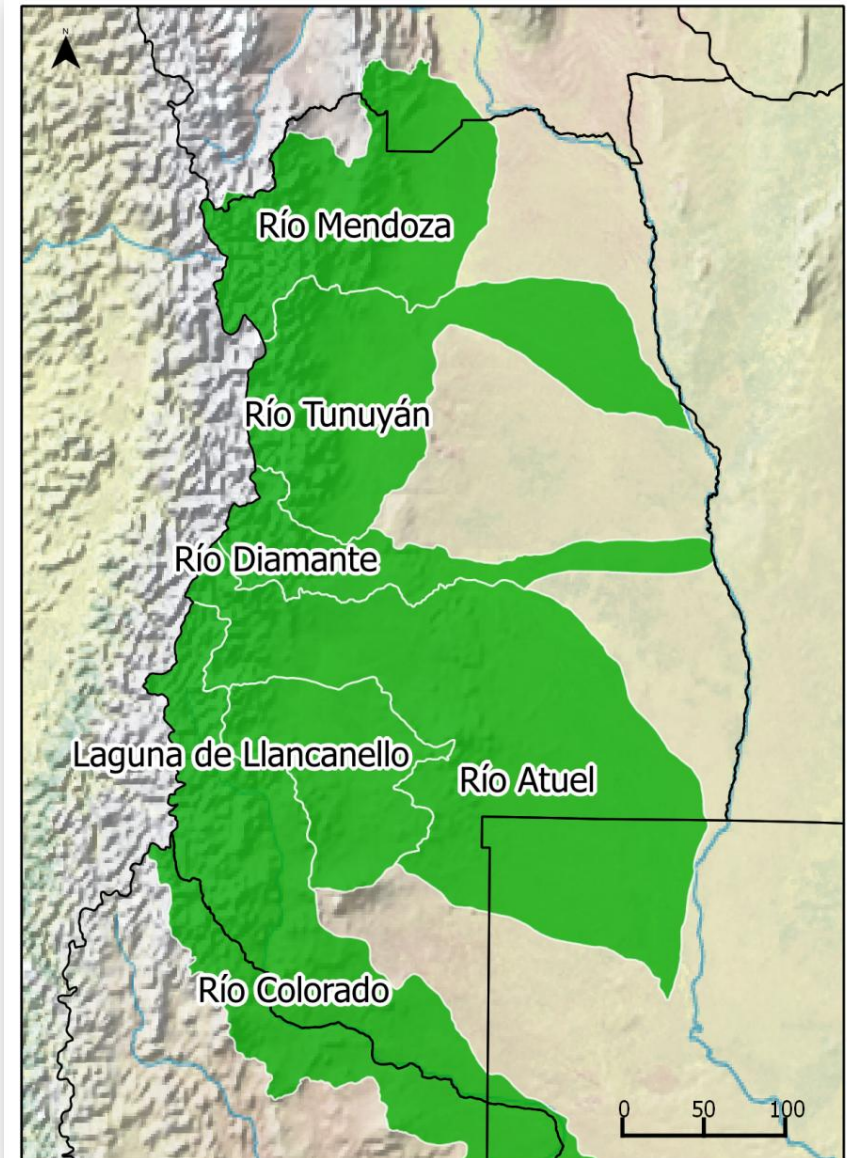 N
Río Mendoza
Río Tunuyán
Río Diamante
Laguna de Llancanello
Río Atuel
Río Colorado
0 50 100